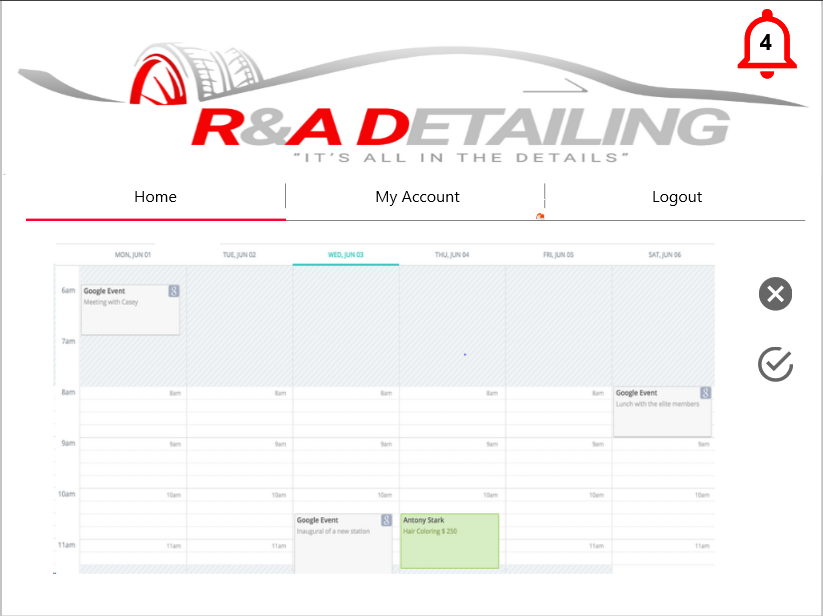 4
R&A DETAILING
"IT'S ALL IN THE DETAILS"
Home My Account Logout
MON, JUN 01 TUE, JUN 02 WED, JUN 03 THU, JUN 04 FRI, JUN 05 SAT, JUN 06
6am
Google Event 8
Meeting with Casey
7am
8am 8am 8am 8am 8am 8am
Google Event 8
Lunch with the elite members
9am 9am 9am 9am 9am 9am 9am
10am 10am 10am 10am 10am 10am 10am
Google Event 8 Antony Stark
Inaugural of a new station Hair Coloring $ 250
11am 11am 11am 11am 11am